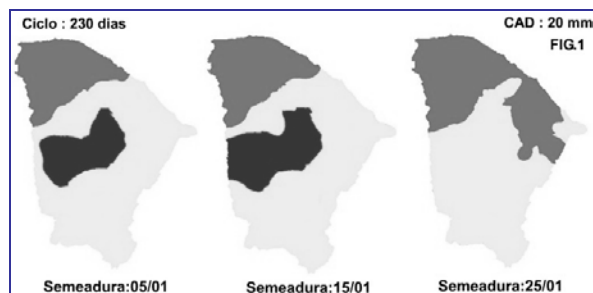 Ciclo : 230 dias
CAD : 20 mm
FIG.1
Semeadura:05/01
Semeadura:15/01
Semeadura:25/01